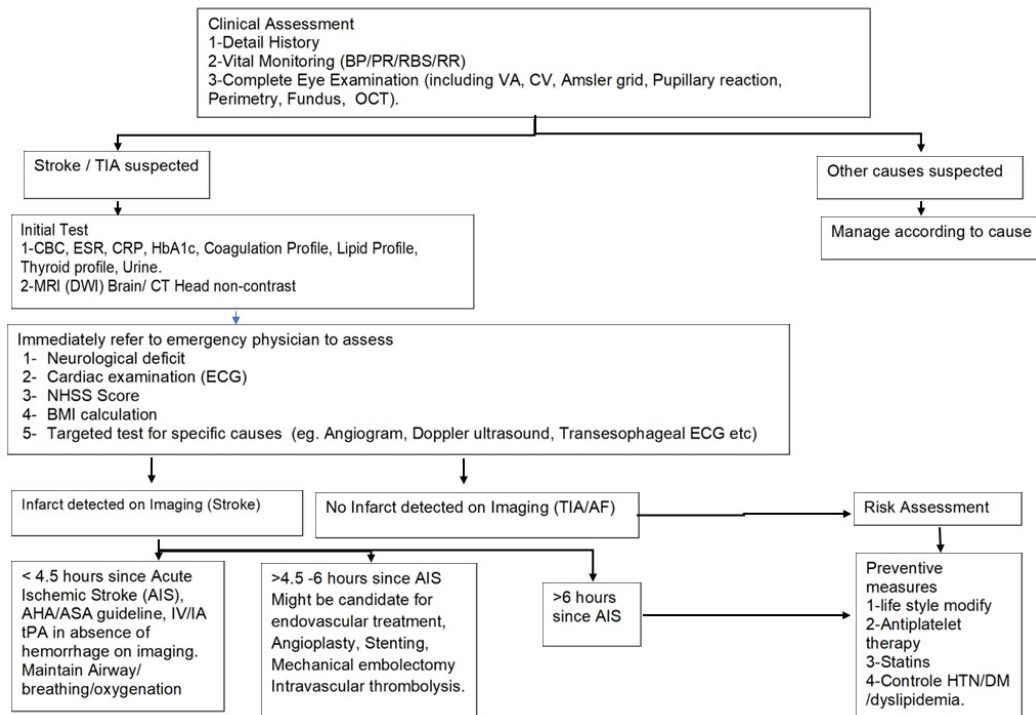 Clinical Assessment
1-Detail History
2-Vital Monitoring (BP/PR/RBS/RR)
3-Complete Eye Examination (including VA, CV, Amsler grid, Pupillary reaction,
Perimetry, Fundus, OCT).
Stroke / TIA suspected
Other causes suspected
Initial Test
1-CBC, ESR, CRP, HbA1c, Coagulation Profile, Lipid Profile,
Thyroid profile, Urine.
2-MRI (DWI) Brain/ CT Head non-contrast
Manage according to cause
Immediately refer to emergency physician to assess
1- Neurological deficit
2- Cardiac examination (ECG)
3- NHSS Score
4- BMI calculation
5- Targeted test for specific causes (eg. Angiogram, Doppler ultrasound, Transesophageal ECG etc)
Infarct detected on Imaging (Stroke)
No Infarct detected on Imaging (TIA/AF)
Risk Assessment
< 4.5 hours since Acute
Ischemic Stroke (AIS),
AHA/ASA guideline, IV/IA
tPA in absence of
hemorrhage on imaging.
Maintain Airway/
breathing/oxygenation
>4.5 -6 hours since AIS
Might be candidate for
endovascular treatment,
Angioplasty, Stenting,
Mechanical embolectomy
Intravascular thrombolysis.
>6 hours
since AIS
Preventive
measures
1-life style modify
2-Antiplatelet
therapy
3-Statins
4-Controle HTN/DM
/dyslipidemia.